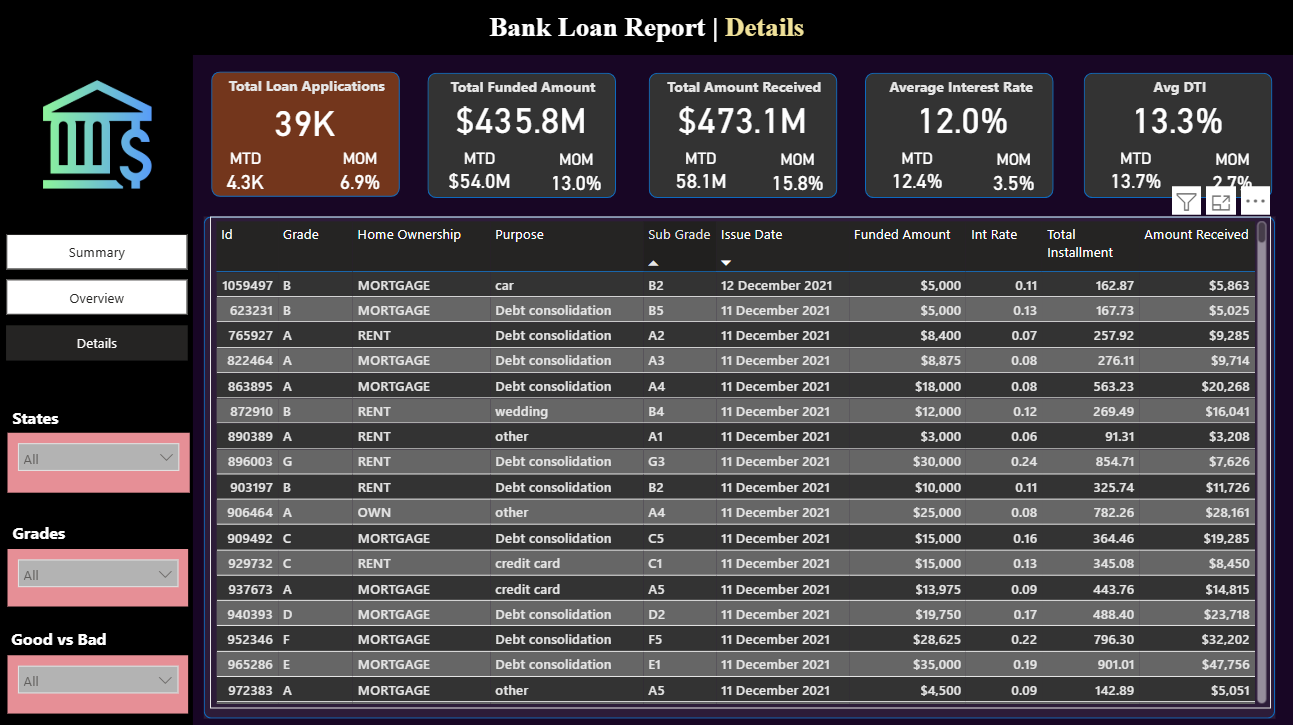 Bank Loan Report | Details
Total Loan Applications
39K
MTD MOM
4.3K 6.9%
Total Funded Amount
$435.8M
MTD MOM
$54.0M 13.0%
Total Amount Received
$473.1M
MTD MOM
58.1M 15.8%
Average Interest Rate
12.0%
MTD MOM
12.4% 3.5%
Avg DTI
13.3%
MTD MOM
13.7% 2.7%
Summary
Overview
Details
States
All
Grades
All
Good vs Bad
All
Id Grade Home Ownership Purpose Sub Grade Issue Date Funded Amount Int Rate Total Installment Amount Received
1059497 B MORTGAGE car B2 12 December 2021 $5,000 0.11 162.87 $5,863
623231 B MORTGAGE Debt consolidation B5 11 December 2021 $5,000 0.13 167.73 $5,025
765927 A RENT Debt consolidation A2 11 December 2021 $8,400 0.07 257.92 $9,285
822464 A MORTGAGE Debt consolidation A3 11 December 2021 $8,875 0.08 276.11 $9,714
863895 A MORTGAGE Debt consolidation A4 11 December 2021 $18,000 0.08 563.23 $20,268
872910 B RENT wedding B4 11 December 2021 $12,000 0.12 269.49 $16,041
890389 A RENT other A1 11 December 2021 $3,000 0.06 91.31 $3,208
896003 G RENT Debt consolidation G3 11 December 2021 $30,000 0.24 854.71 $7,626
903197 B RENT Debt consolidation B2 11 December 2021 $10,000 0.11 325.74 $11,726
906464 A OWN other A4 11 December 2021 $25,000 0.08 782.26 $28,161
909492 C MORTGAGE Debt consolidation C5 11 December 2021 $15,000 0.16 364.46 $19,285
929732 C RENT credit card C1 11 December 2021 $15,000 0.13 345.08 $8,450
937673 A MORTGAGE credit card A5 11 December 2021 $13,975 0.09 443.76 $14,815
940393 D MORTGAGE Debt consolidation D2 11 December 2021 $19,750 0.17 488.40 $23,718
952346 F MORTGAGE Debt consolidation F5 11 December 2021 $28,625 0.22 796.30 $32,202
965286 E MORTGAGE Debt consolidation E1 11 December 2021 $35,000 0.19 901.01 $47,756
972383 A MORTGAGE other A5 11 December 2021 $4,500 0.09 142.89 $5,051